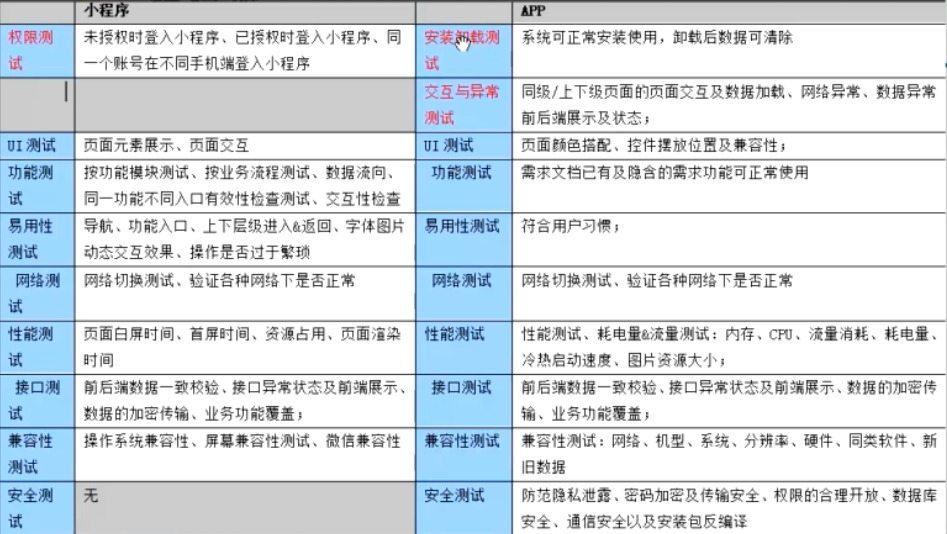 小程序
APP
权限测
试
未授权时登入小程序、已授权时登入小程序、同
一个账号在不同手机端登入小程序
安装卸载测
试
系统可正常安装使用，卸载后数据可清除
交互与异常
测试
同级/上下级页面的页面交互及数据加载、网络异常、数据异常
前后端展示及状态；
UI 测试
页面元素展示、页面交互
UI 测试
页面颜色搭配、控件摆放位置及兼容性；
功能测
试
按功能模块测试、按业务流程测试、数据流向、
同一功能不同入口有效性检查测试、交互性检查
功能测试
需求文档已有及隐含的需求功能可正常使用
易用性
测试
导航、功能入口、上下层级进入&返回、字体图片
动态交互效果、操作是否过于繁琐
易用性测试
符合用户习惯；
网络测
试
网络切换测试、验证各种网络下是否正常
网络测试
网络切换测试、验证各种网络下是否正常
性能测
试
页面白屏时间、首屏时间、资源占用、页面渲染
时间
性能测试
性能测试、耗电量&流量测试：内存、CPU、流量消耗、耗电量、
冷热启动速度、图片资源大小；
接口测
试
前后端数据一致校验、接口异常状态及前端展示、
数据的加密传输、业务功能覆盖；
接口测试
前后端数据一致校验、接口异常状态及前端展示、数据的加密传
输、业务功能覆盖；
兼容性
测试
操作系统兼容性、屏幕兼容性测试、微信兼容性
兼容性测试
兼容性测试：网络、机型、系统、分辨率、硬件、同类软件、新
旧数据
安全测
试
无
安全测试
防范隐私泄露、密码加密及传输安全、权限的合理开放、数据库
安全、通信安全以及安装包反编译